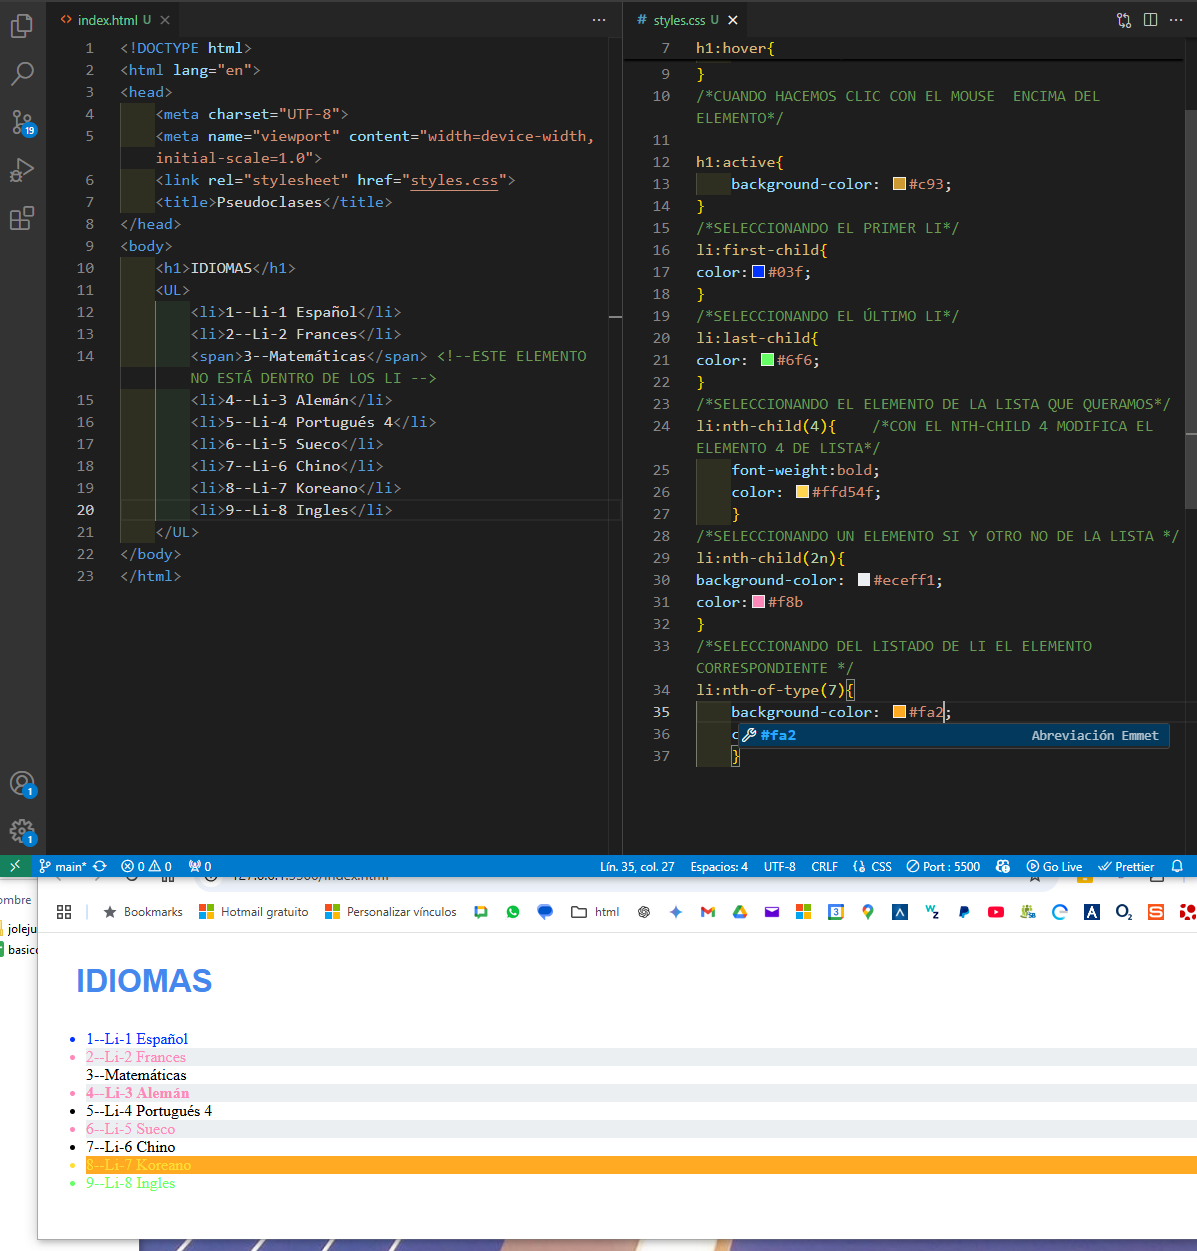 index.html U
1 <!DOCTYPE html>
2 <html lang="en">
3 <head>
4 <meta charset="UTF-8">
5 <meta name="viewport" content="width=device-width,
initial-scale=1.0">
6 <link rel="stylesheet" href="styles.css">
7 <title>Pseudoclases</title>
8 </head>
9 <body>
10 <h1>IDIOMAS</h1>
11 <UL>
12 <li>1--Li-1 Español</li>
13 <li>2--Li-2 Frances</li>
14 <span>3--Matemáticas</span> <!--ESTE ELEMENTO
NO ESTÁ DENTRO DE LOS LI -->
15 <li>4--Li-3 Alemán</li>
16 <li>5--Li-4 Portugués 4</li>
17 <li>6--Li-5 Sueco</li>
18 <li>7--Li-6 Chino</li>
19 <li>8--Li-7 Koreano</li>
20 <li>9--Li-8 Ingles</li>
21 </UL>
22 </body>
23 </html>
# styles.css U
7 h1:hover{
9 }
10 /*CUANDO HACEMOS CLIC CON EL MOUSE ENCIMA DEL
ELEMENTO*/
11
12 h1:active{
13 background-color: #c93;
14 }
15 /*SELECCIONANDO EL PRIMER LI*/
16 li:first-child{
17 color: #03f;
18 }
19 /*SELECCIONANDO EL ÚLTIMO LI*/
20 li:last-child{
21 color: #6f6;
22 }
23 /*SELECCIONANDO EL ELEMENTO DE LA LISTA QUE QUERAMOS*/
24 li:nth-child(4){ /*CON EL NTH-CHILD 4 MODIFICA EL
ELEMENTO 4 DE LISTA*/
25 font-weight:bold;
26 color: #ffd54f;
27 }
28 /*SELECCIONANDO UN ELEMENTO SI Y OTRO NO DE LA LISTA */
29 li:nth-child(2n){
30 background-color: #eceff1;
31 color: #f8b
32 }
33 /*SELECCIONANDO DEL LISTADO DE LI EL ELEMENTO
CORRESPONDIENTE */
34 li:nth-of-type(7){
35 background-color: #fa2;
36 c #fa2 Abreviación Emmet
37 }
19
1
1
main* 0 0 0 Lín. 35, col. 27 Espacios: 4 UTF-8 CRLF CSS Port : 5500 Go Live Prettier
127.0.0.1:5500/index.html
ombre
Bookmarks Hotmail gratuito Personalizar vínculos html
joleju
basico
IDIOMAS
1--Li-1 Español
2--Li-2 Frances
3--Matemáticas
4--Li-3 Alemán
5--Li-4 Portugués 4
6--Li-5 Sueco
7--Li-6 Chino
8--Li-7 Koreano
9--Li-8 Ingles